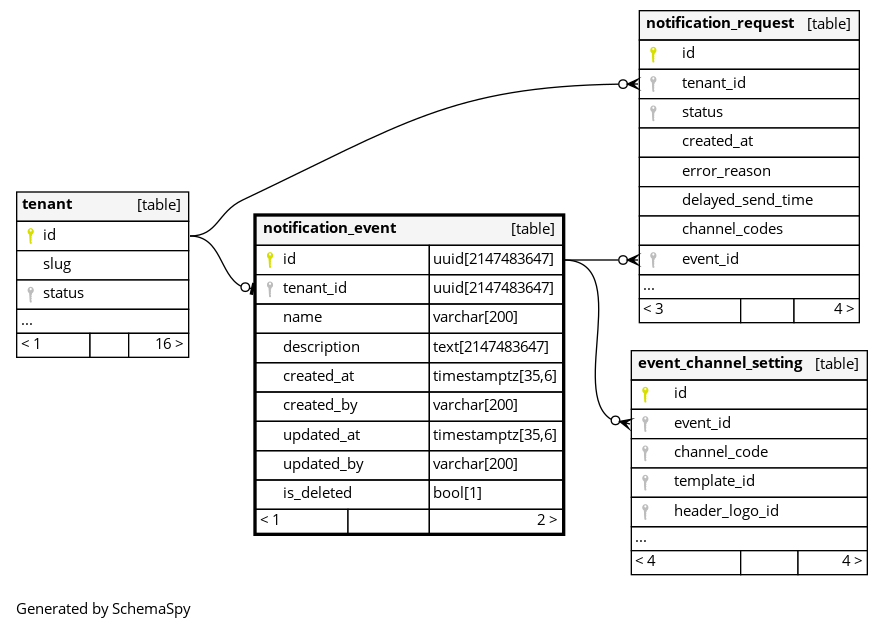 notification_request [table]
id
tenant_id
status
created_at
error_reason
delayed_send_time
channel_codes
event_id
...
< 3 4 >
tenant [table]
id
slug
status
...
< 1 16 >
notification_event [table]
id uuid[2147483647]
tenant_id uuid[2147483647]
name varchar[200]
description text[2147483647]
created_at timestamptz[35,6]
created_by varchar[200]
updated_at timestamptz[35,6]
updated_by varchar[200]
is_deleted bool[1]
< 1 2 >
event_channel_setting [table]
id
event_id
channel_code
template_id
header_logo_id
...
< 4 4 >
Generated by SchemaSpy